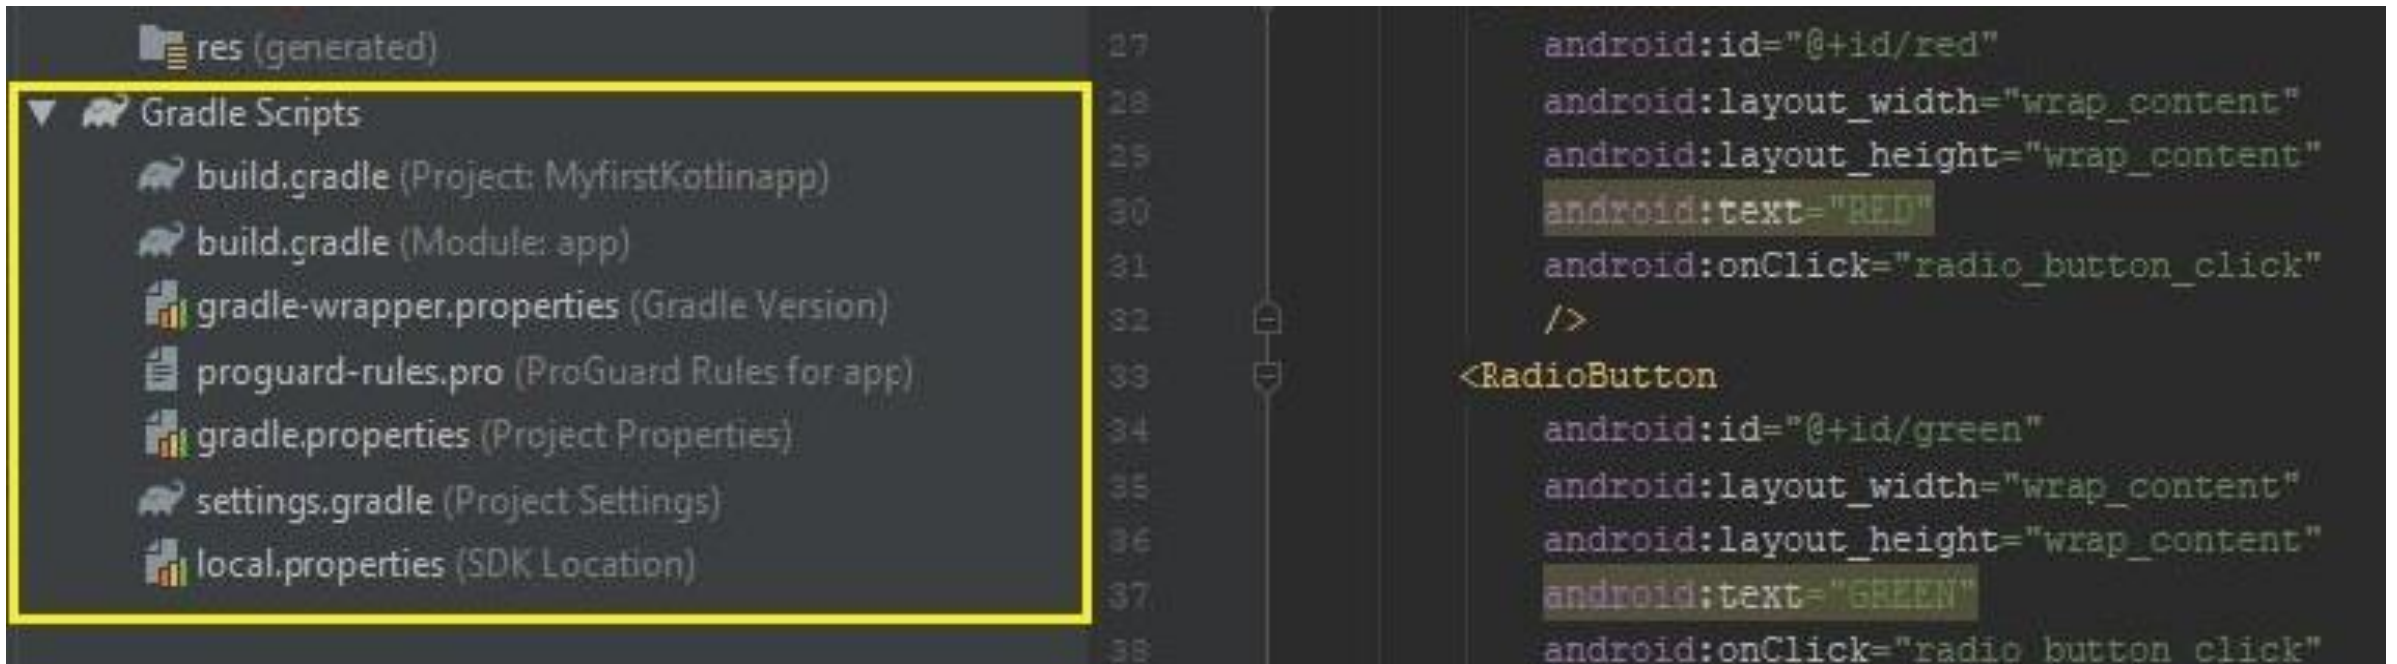 res (generated)
Gradle Scripts
build.gradle (Project: MyfirstKotlinapp)
build.gradle (Module: app)
gradle-wrapper.properties (Gradle Version)
proguard-rules.pro (ProGuard Rules for app)
gradle.properties (Project Properties)
settings.gradle (Project Settings)
local.properties (SDK Location)
27 android:id="@+id/red"
28 android:layout_width="wrap_content"
29 android:layout_height="wrap_content"
30 android:text="RED"
31 android:onClick="radio_button_click"
32 />
33 <RadioButton
34 android:id="@+id/green"
35 android:layout_width="wrap_content"
36 android:layout_height="wrap_content"
37 android:text="GREEN"
38 android:onClick="radio_button_click"